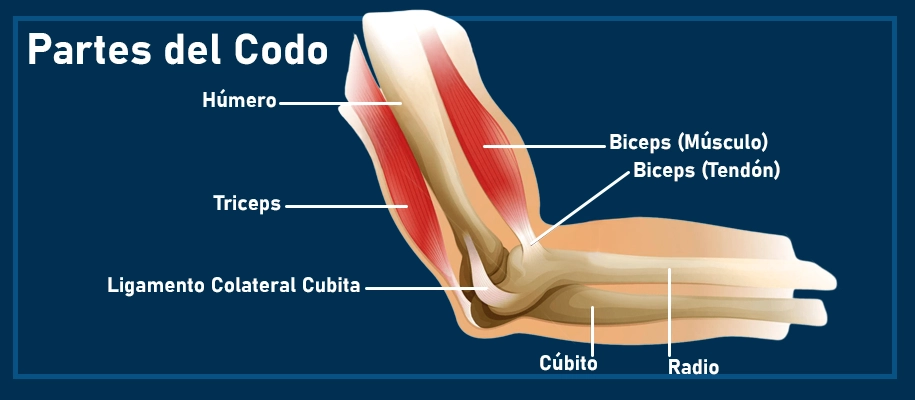 Partes del Codo
Húmero
Biceps (Músculo)
Biceps (Tendón)
Triceps
Ligamento Colateral Cubita
Cúbito
Radio